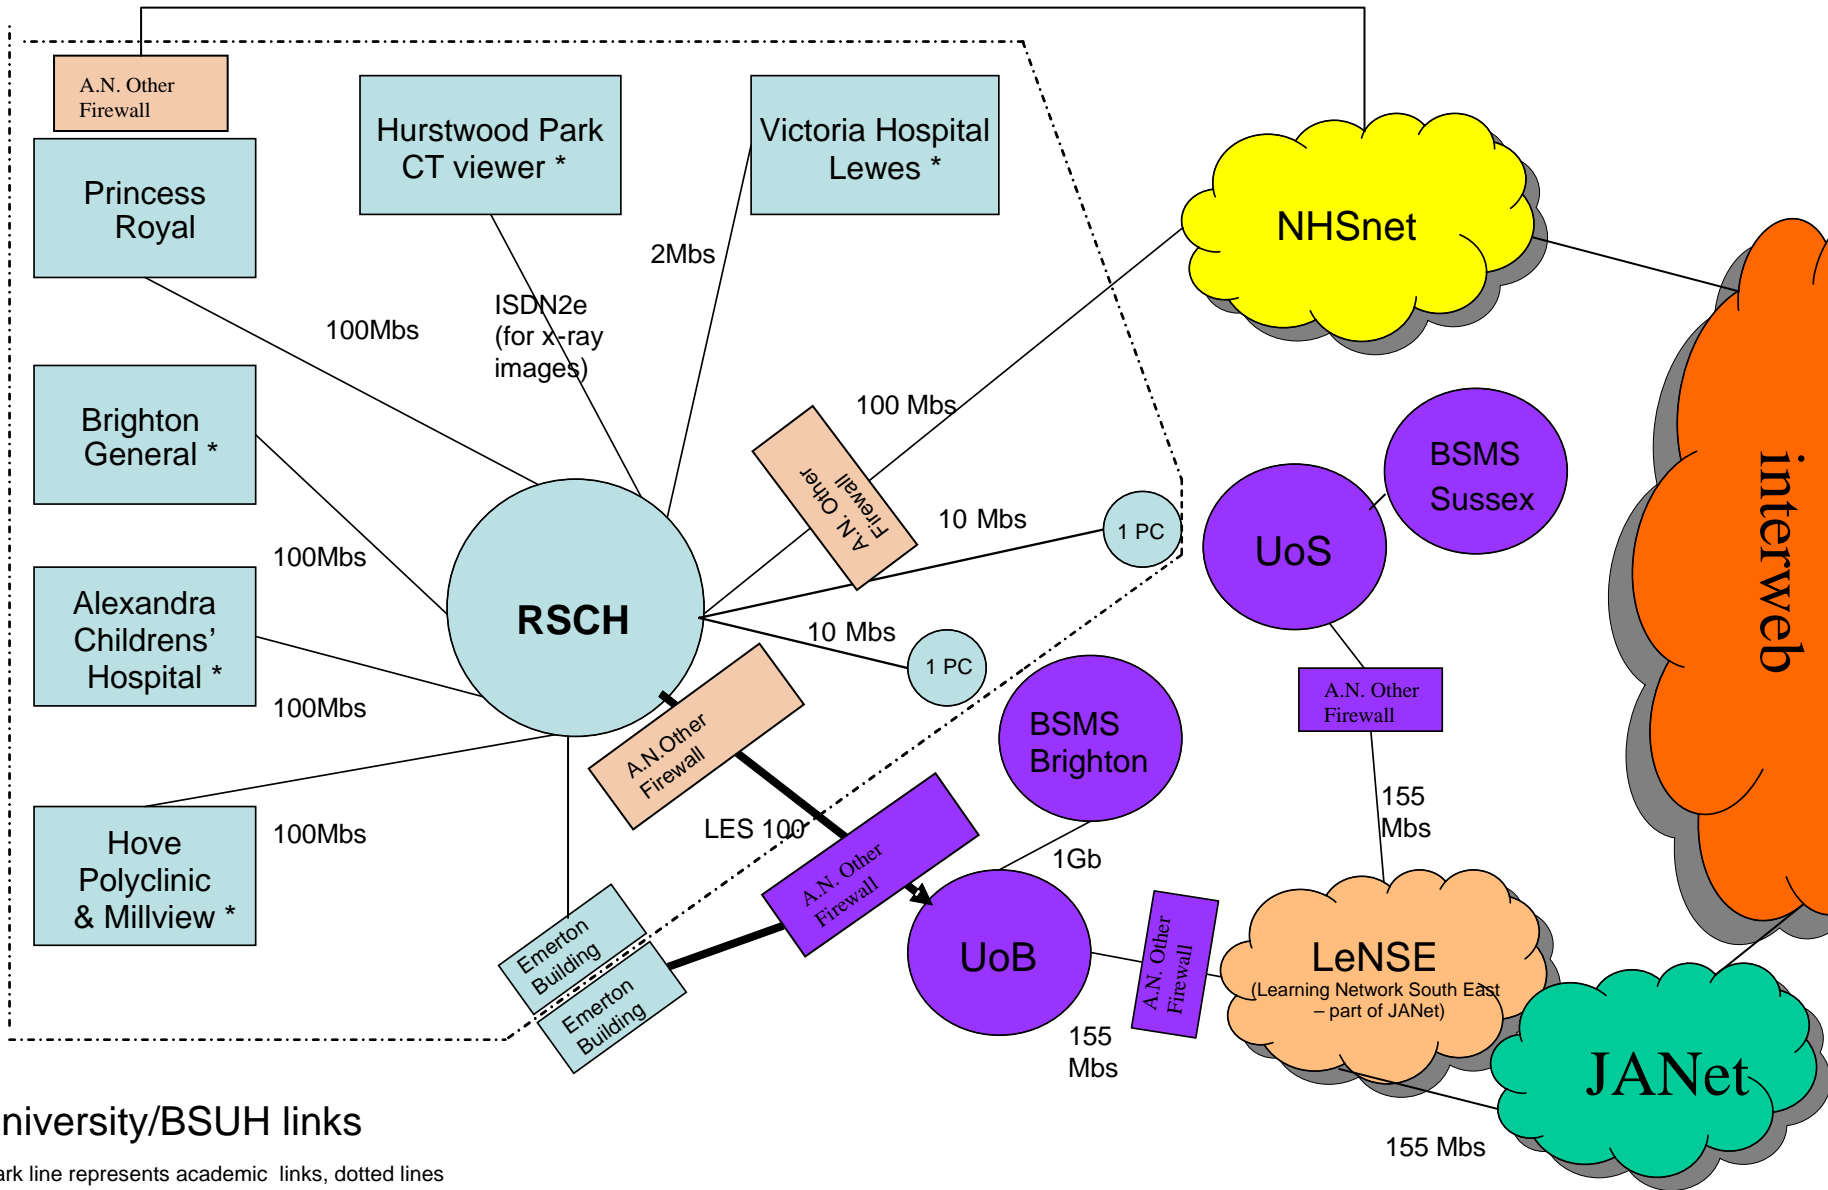 A.N. Other
Firewall
Princess
Royal
Hurstwood Park
CT viewer *
Victoria Hospital
Lewes *
NHSnet
2Mbs
ISDN2e
(for x-ray
images)
100Mbs
Brighton
General *
100 Mbs
A.N. Other
Firewall
10 Mbs
1 PC
BSMS
Sussex
UoS
interweb
100Mbs
Alexandra
Childrens’
Hospital *
RSCH
10 Mbs
1 PC
A.N. Other
Firewall
100Mbs
A.N.Other
Firewall
BSMS
Brighton
155
Mbs
Hove
Polyclinic
& Millview *
100Mbs
LES 100
A.N. Other
Firewall
1Gb
Emerton
Building
Emerton
Building
UoB
A.N. Other
Firewall
LeNSE
(Learning Network South East
– part of JANet)
155
Mbs
JANet
155 Mbs
niversity/BSUH links
ark line represents academic links, dotted lines